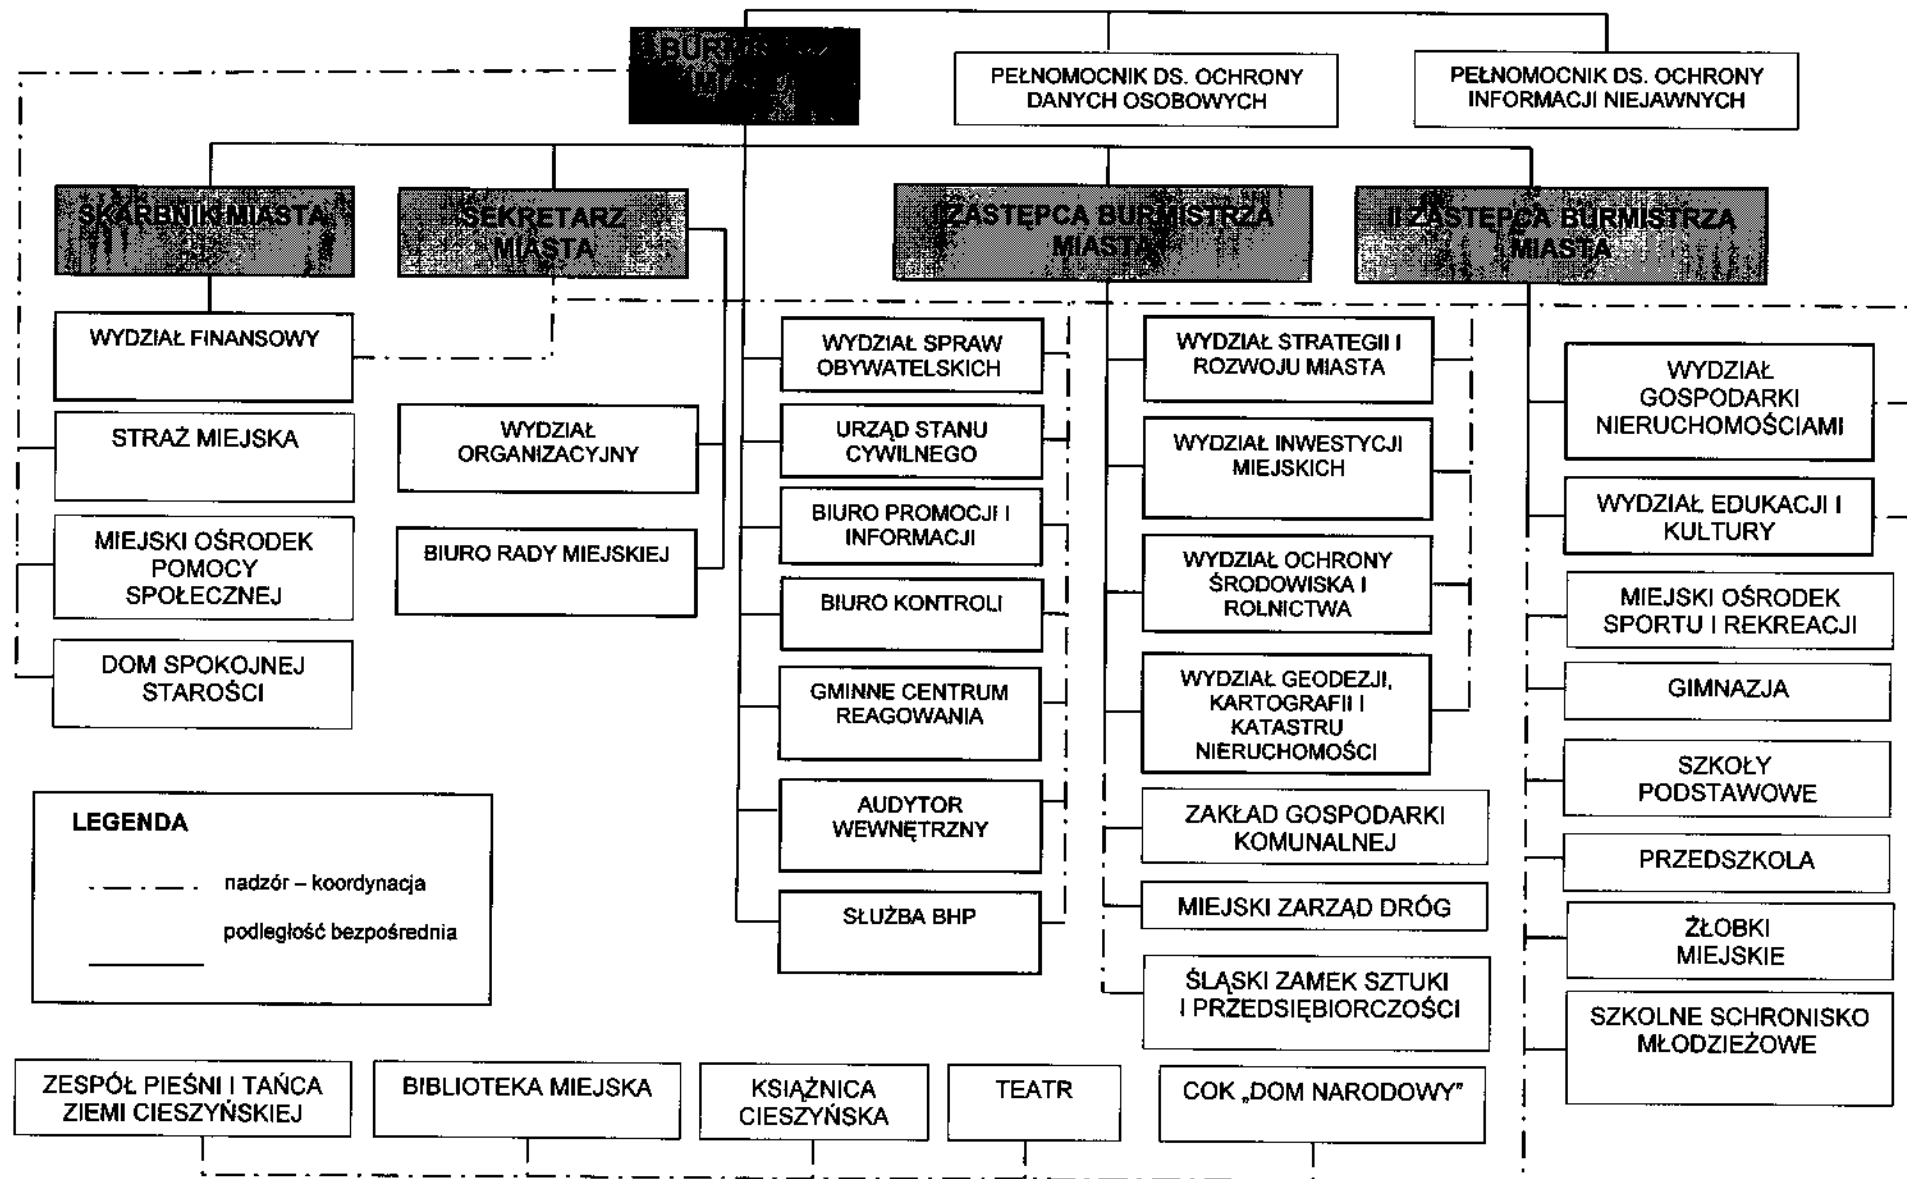 PEŁNOMOCNIK DS. OCHRONY
DANYCH OSOBOWYCH
PEŁNOMOCNIK DS. OCHRONY
INFORMACJI NIEJAWNYCH
SKARBNIK MIASTA
SEKRETARZ
MIASTA
I ZASTĘPCA BURMISTRZA
MIASTA
II ZASTĘPCA BURMISTRZA
MIASTA
WYDZIAŁ FINANSOWY
STRAŻ MIEJSKA
MIEJSKI OŚRODEK
POMOCY
SPOŁECZNEJ
DOM SPOKOJNEJ
STAROŚCI
WYDZIAŁ
ORGANIZACYJNY
BIURO RADY MIEJSKIEJ
WYDZIAŁ SPRAW
OBYWATELSKICH
URZĄD STANU
CYWILNEGO
BIURO PROMOCJI I
INFORMACJI
BIURO KONTROLI
GMINNE CENTRUM
REAGOWANIA
AUDYTOR
WEWNĘTRZNY
SŁUŻBA BHP
WYDZIAŁ STRATEGII I
ROZWOJU MIASTA
WYDZIAŁ INWESTYCJI
MIEJSKICH
WYDZIAŁ OCHRONY
ŚRODOWISKA I
ROLNICTWA
WYDZIAŁ GEODEZJI,
KARTOGRAFII I
KATASTRU
NIERUCHOMOŚCI
ZAKŁAD GOSPODARKI
KOMUNALNEJ
MIEJSKI ZARZĄD DRÓG
ŚLĄSKI ZAMEK SZTUKI
I PRZEDSIĘBIORCZOŚCI
WYDZIAŁ
GOSPODARKI
NIERUCHOMOŚCIAMI
WYDZIAŁ EDUKACJI I
KULTURY
MIEJSKI OŚRODEK
SPORTU I REKREACJI
GIMNAZJA
SZKOŁY
PODSTAWOWE
PRZEDSZKOLA
ŻŁOBKI
MIEJSKIE
SZKOLNE SCHRONISKO
MŁODZIEŻOWE
LEGENDA
nadzór – koordynacja
podległość bezpośrednia
ZESPÓŁ PIEŚNI I TAŃCA
ZIEMI CIESZYŃSKIEJ
BIBLIOTEKA MIEJSKA
KSIĄŻNICA
CIESZYŃSKA
TEATR
COK „DOM NARODOWY”